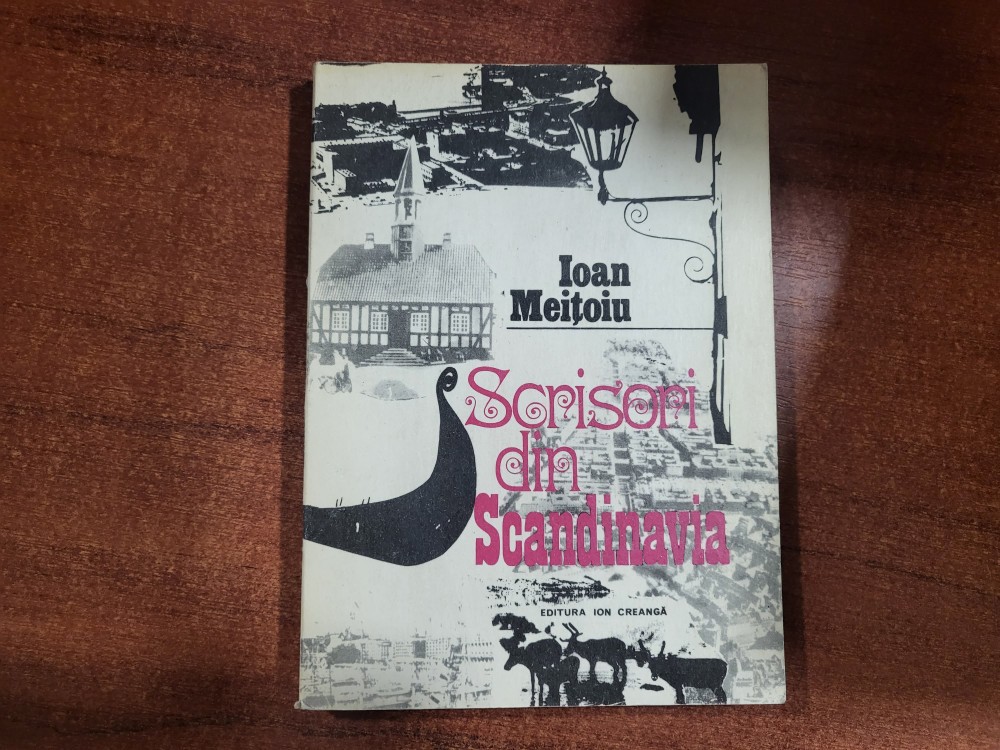 Ioan
Meițoiu
Scrisori
din
Scandinavia
EDITURA ION CREANGĂ